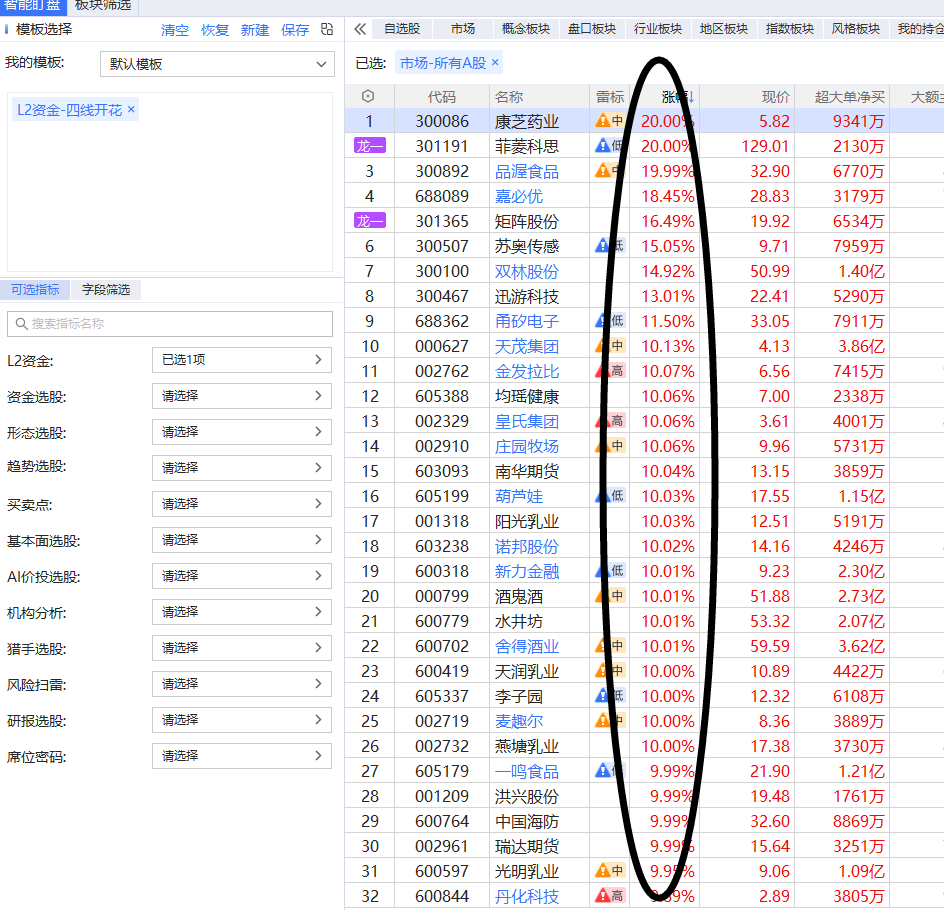 智能盯盘 板块筛选
模板选择 清空 恢复 新建 保存
自选股 市场 概念板块 盘口板块 行业板块 地区板块 指数板块 风格板块 我的持仓
我的模板: 默认模板
已选: 市场-所有A股 ×
L2资金-四线开花 ×
代码 名称 雷标 涨幅↓ 现价 超大单净买
1 300086 康芝药业 中 20.00% 5.82 9341万
龙一 301191 菲菱科思 低 20.00% 129.01 2130万
3 300892 品渥食品 中 19.99% 32.90 6770万
4 688089 嘉必优 18.45% 28.83 3179万
龙一 301365 矩阵股份 16.49% 19.92 6534万
6 300507 苏奥传感 低 15.05% 9.71 7959万
7 300100 双林股份 14.92% 50.99 1.40亿
8 300467 迅游科技 13.01% 22.41 5290万
9 688362 甬矽电子 低 11.50% 33.05 7911万
10 000627 天茂集团 中 10.13% 4.13 3.86亿
11 002762 金发拉比 高 10.07% 6.56 7415万
12 605388 均瑶健康 10.06% 7.00 2338万
13 002329 皇氏集团 高 10.06% 3.61 4001万
14 002910 庄园牧场 中 10.06% 9.96 5731万
15 603093 南华期货 10.04% 13.15 3859万
16 605199 葫芦娃 低 10.03% 17.55 1.15亿
17 001318 阳光乳业 10.03% 12.51 5191万
18 603238 诺邦股份 10.02% 14.16 4246万
19 600318 新力金融 低 10.01% 9.23 2.30亿
20 000799 酒鬼酒 中 10.01% 51.88 2.73亿
21 600779 水井坊 10.01% 53.32 2.07亿
22 600702 舍得酒业 中 10.01% 59.59 3.62亿
23 600419 天润乳业 中 10.00% 10.89 4422万
24 605337 李子园 低 10.00% 12.32 6108万
25 002719 麦趣尔 中 10.00% 8.36 3889万
26 002732 燕塘乳业 10.00% 17.38 3730万
27 605179 一鸣食品 低 9.99% 21.90 1.21亿
28 001209 洪兴股份 9.99% 19.48 1761万
29 600764 中国海防 9.99% 32.60 8869万
30 002961 瑞达期货 9.99% 15.64 3251万
31 600597 光明乳业 中 9.95% 9.06 1.09亿
32 600844 丹化科技 高 2.89 3805万
可选指标 字段筛选
搜索指标名称
L2资金: 已选1项
资金选股: 请选择
形态选股: 请选择
趋势选股: 请选择
买卖点: 请选择
基本面选股: 请选择
AI价投选股: 请选择
机构分析: 请选择
猎手选股: 请选择
风险扫雷: 请选择
研报选股: 请选择
席位密码: 请选择